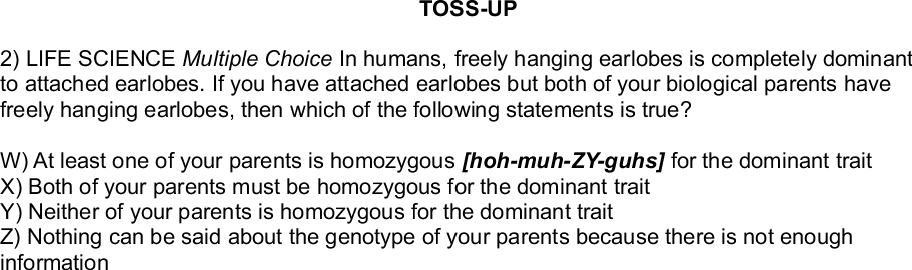 TOSS-UP
2) LIFE SCIENCE Multiple Choice In humans, freely hanging earlobes is completely dominant
to attached earlobes. If you have attached earlobes but both of your biological parents have
freely hanging earlobes, then which of the following statements is true?
W) At least one of your parents is homozygous [hoh-muh-ZY-guhs] for the dominant trait
X) Both of your parents must be homozygous for the dominant trait
Y) Neither of your parents is homozygous for the dominant trait
Z) Nothing can be said about the genotype of your parents because there is not enough
information